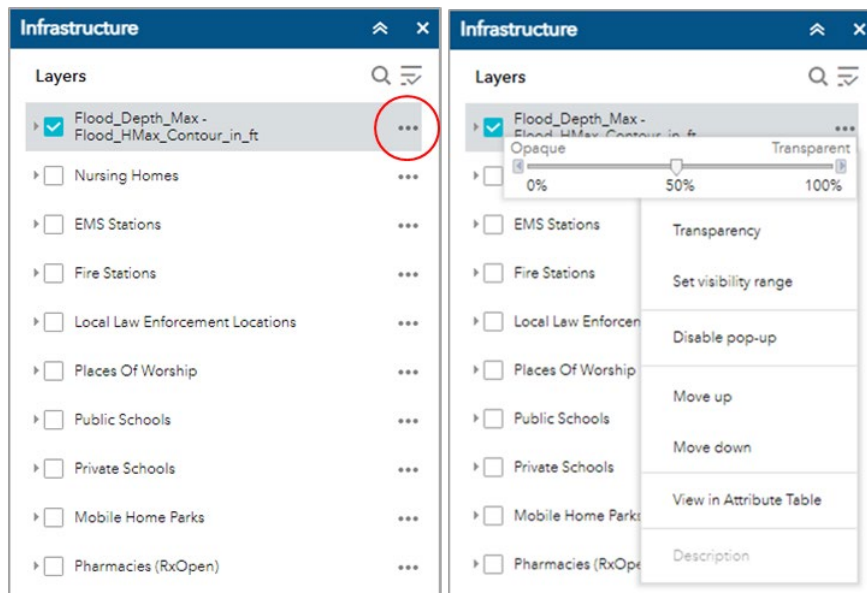 Infrastructure
Layers
Flood_Depth_Max -
Flood_HMax_Contour_in_ft
Nursing Homes
EMS Stations
Fire Stations
Local Law Enforcement Locations
Places Of Worship
Public Schools
Private Schools
Mobile Home Parks
Pharmacies (RxOpen)
Infrastructure
Layers
Flood_Depth_Max -
Flood_HMax_Contour_in_ft
Opaque Transparent
0% 50% 100%
EMS Stations
Transparency
Fire Stations
Set visibility range
Local Law Enforcen
Disable pop-up
Places Of Worship
Move up
Public Schools
Move down
Private Schools
View in Attribute Table
Mobile Home Park
Description
Pharmacies (RxOpe